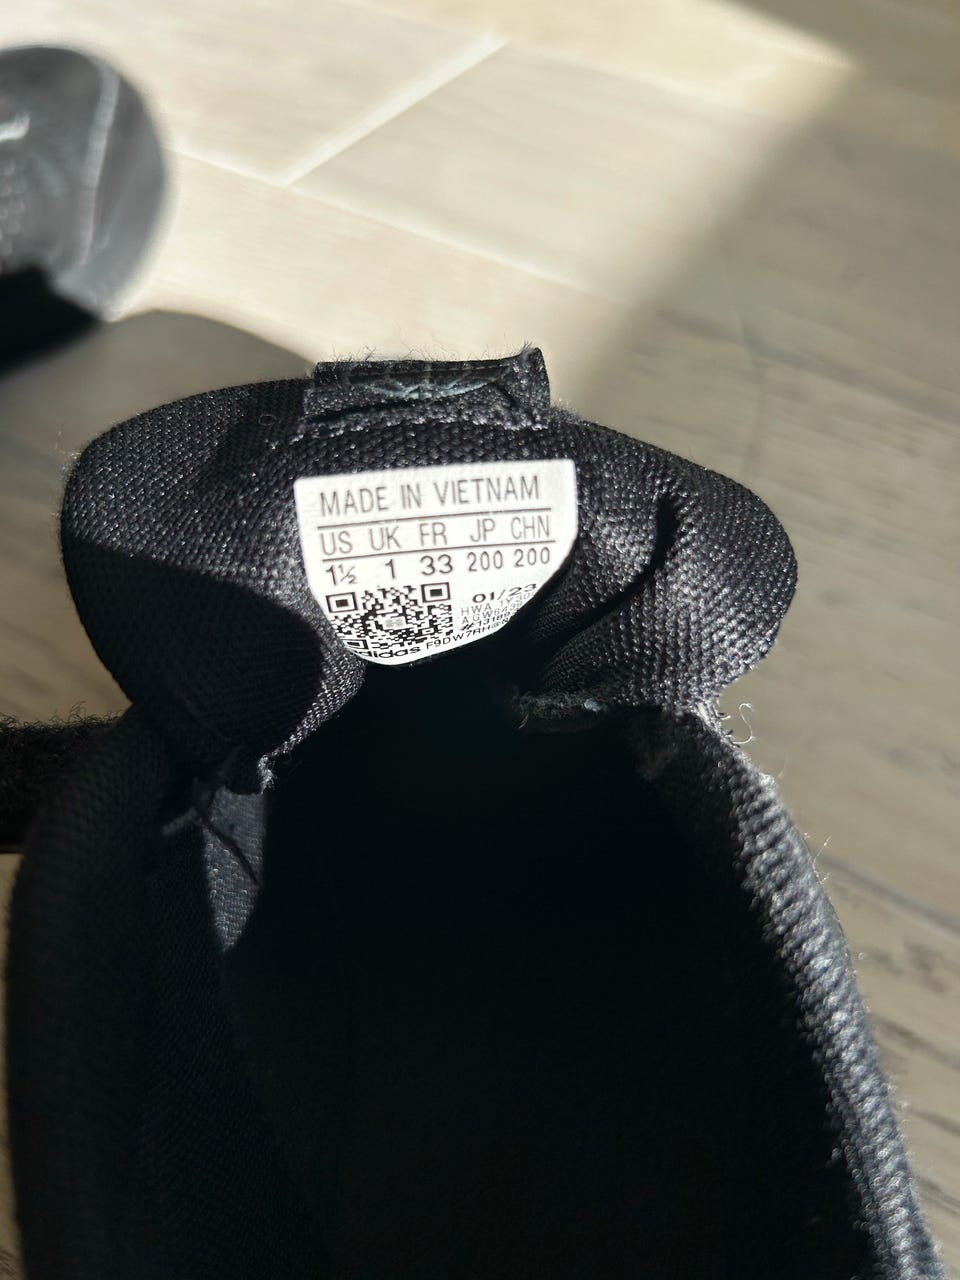 MADE IN VIETNAM
US UK FR JP CHN
1½ 1 33 200 200
01/23
adidas